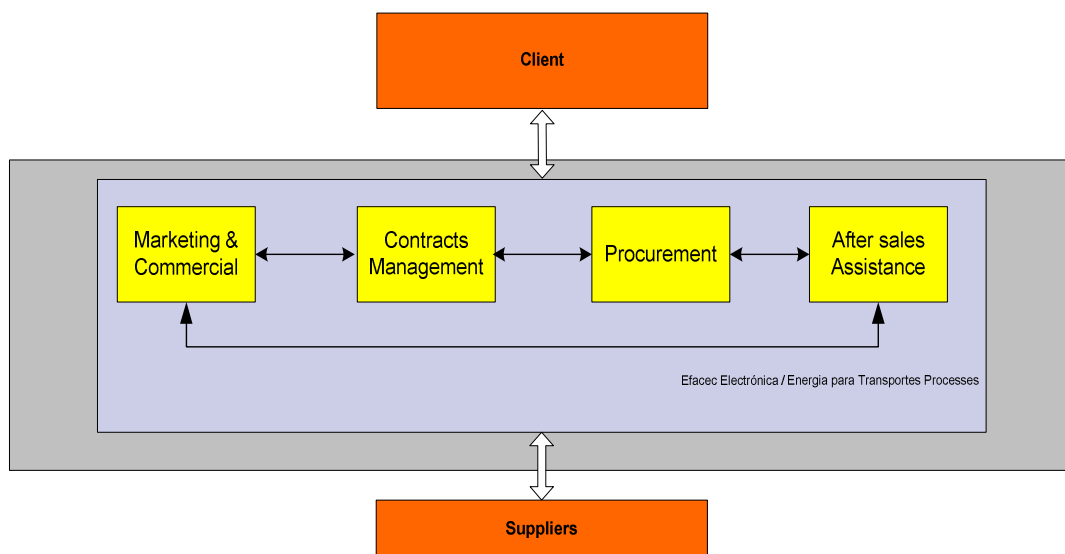 Client
Marketing &
Commercial
Contracts
Management
Procurement
After sales
Assistance
Efacec Electrónica / Energia para Transportes Processes
Suppliers